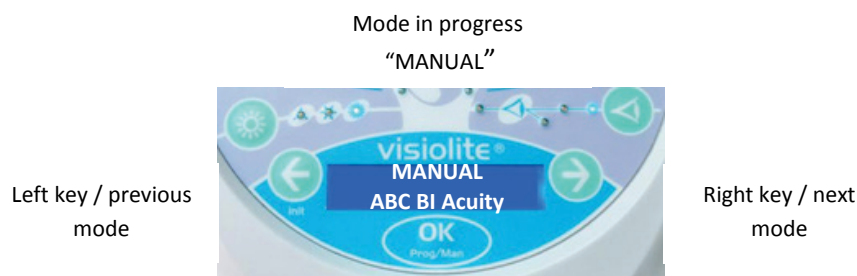 Mode in progress
“MANUAL”
visiolite®
MANUAL
ABC BI Acuity
Left key / previous
mode
Right key / next
mode
Init
OK
Prog/Man